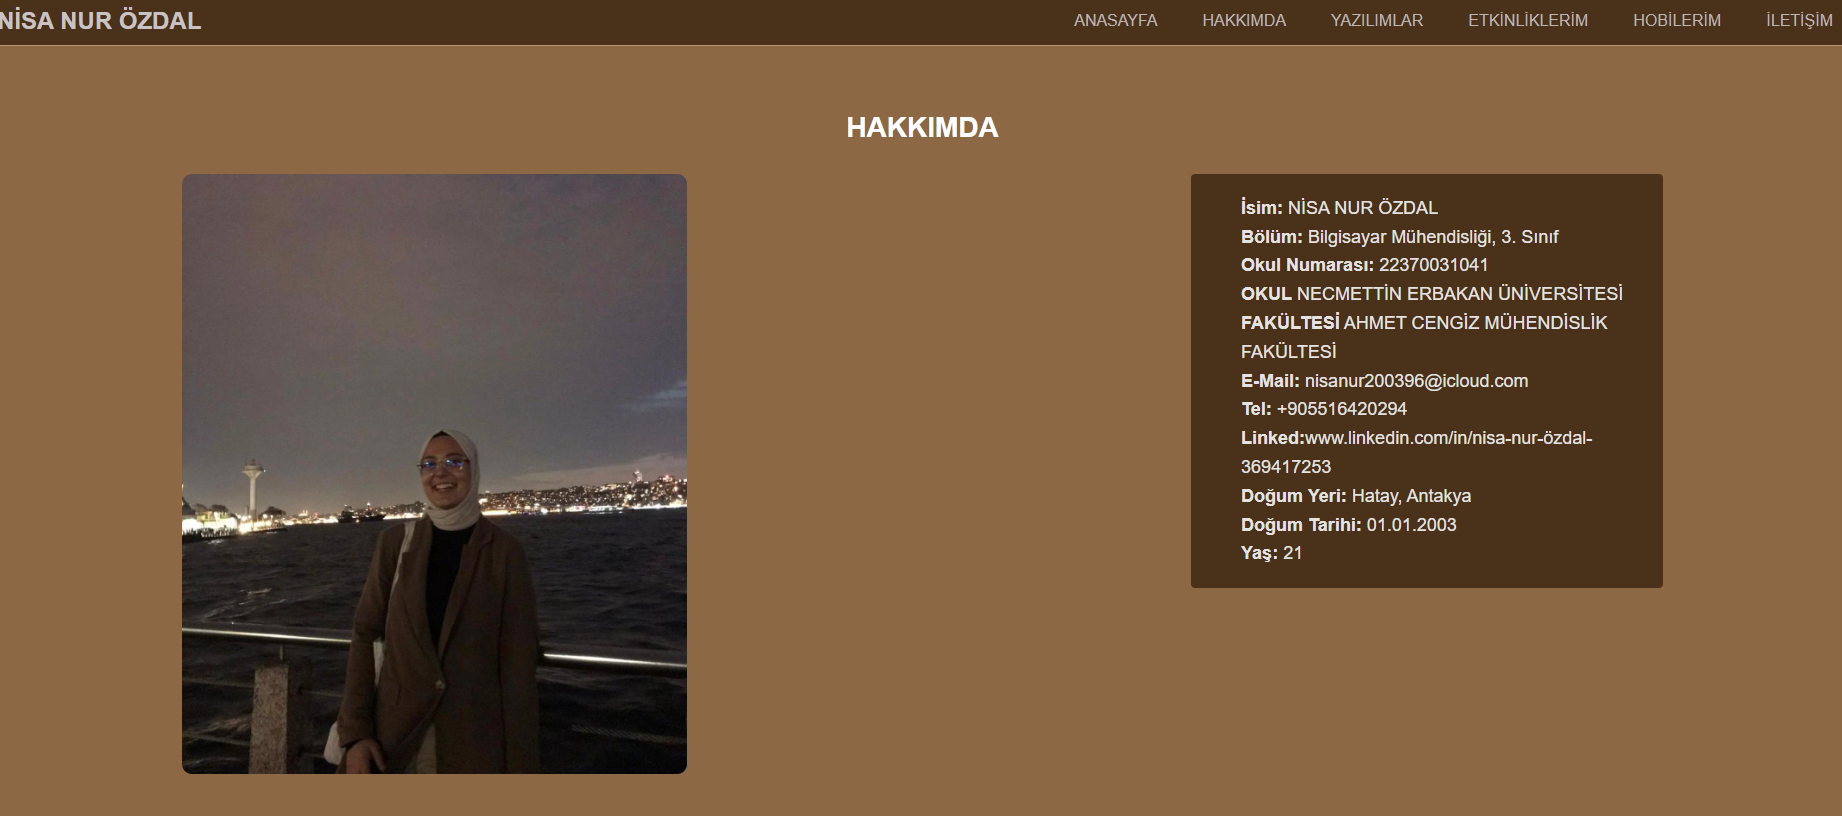 NİSA NUR ÖZDAL
ANASAYFA HAKKIMDA YAZILIMLAR ETKİNLİKLERİM HOBİLERİM İLETİŞİM
HAKKIMDA
İsim: NİSA NUR ÖZDAL
Bölüm: Bilgisayar Mühendisliği, 3. Sınıf
Okul Numarası: 22370031041
OKUL NECMETTİN ERBAKAN ÜNİVERSİTESİ
FAKÜLTESİ AHMET CENGİZ MÜHENDİSLİK
FAKÜLTESİ
E-Mail: nisanur200396@icloud.com
Tel: +905516420294
Linked:www.linkedin.com/in/nisa-nur-özdal-
369417253
Doğum Yeri: Hatay, Antakya
Doğum Tarihi: 01.01.2003
Yaş: 21